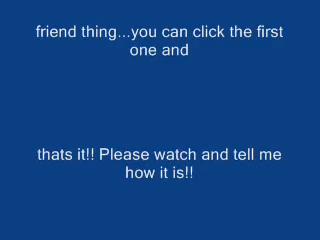 friend thing...you can click the first
one and
thats it!! Please watch and tell me
how it is!!